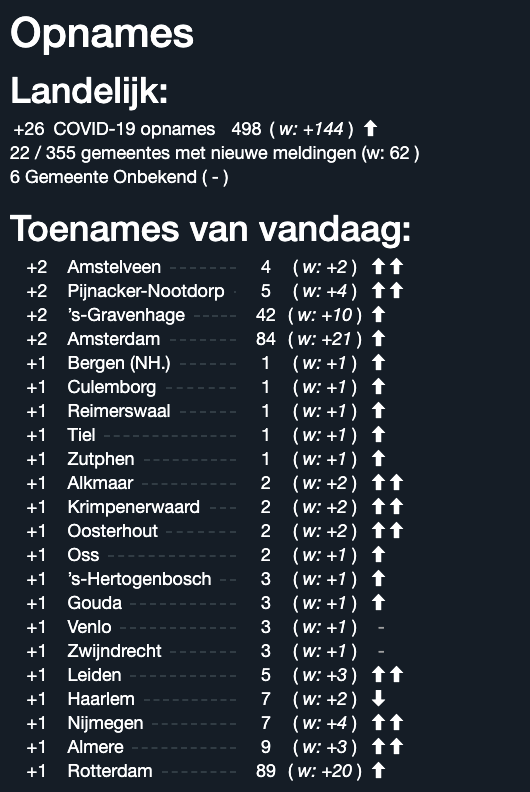 Opnames
Landelijk:
+26 COVID-19 opnames 498 ( w: +144 ) ⬆
22 / 355 gemeentes met nieuwe meldingen (w: 62 )
6 Gemeente Onbekend ( - )
Toenames van vandaag:
+2 Amstelveen ------- 4 ( w: +2 ) ⬆⬆
+2 Pijnacker-Nootdorp - 5 ( w: +4 ) ⬆⬆
+2 's-Gravenhage ----- 42 ( w: +10 ) ⬆
+2 Amsterdam ------- 84 ( w: +21 ) ⬆
+1 Bergen (NH.) ------ 1 ( w: +1 ) ⬆
+1 Culemborg ------- 1 ( w: +1 ) ⬆
+1 Reimerswaal ------ 1 ( w: +1 ) ⬆
+1 Tiel ------------- 1 ( w: +1 ) ⬆
+1 Zutphen --------- 1 ( w: +1 ) ⬆
+1 Alkmaar --------- 2 ( w: +2 ) ⬆⬆
+1 Krimpenerwaard --- 2 ( w: +2 ) ⬆⬆
+1 Oosterhout ------- 2 ( w: +2 ) ⬆⬆
+1 Oss ------------- 2 ( w: +1 ) ⬆
+1 's-Hertogenbosch -- 3 ( w: +1 ) ⬆
+1 Gouda ----------- 3 ( w: +1 ) ⬆
+1 Venlo ------------ 3 ( w: +1 ) -
+1 Zwijndrecht ------- 3 ( w: +1 ) -
+1 Leiden ----------- 5 ( w: +3 ) ⬆⬆
+1 Haarlem --------- 7 ( w: +2 ) ⬇
+1 Nijmegen -------- 7 ( w: +4 ) ⬆⬆
+1 Almere ---------- 9 ( w: +3 ) ⬆⬆
+1 Rotterdam -------- 89 ( w: +20 ) ⬆